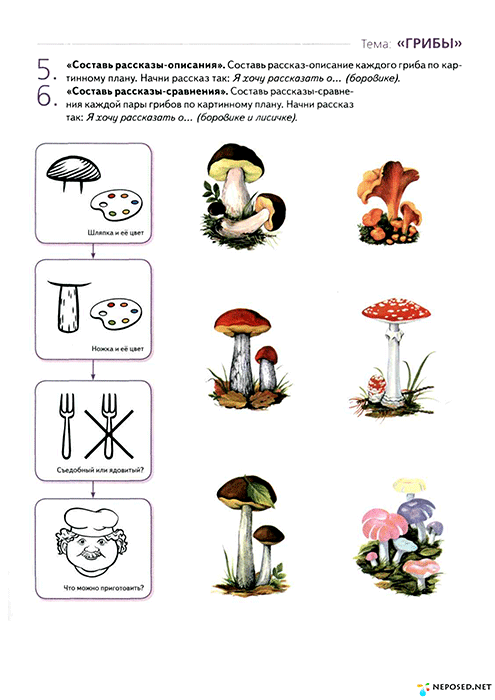 Тема: «ГРИБЫ»
5. «Составь рассказы-описания». Составь рассказ-описание каждого гриба по кар-
тинному плану. Начни рассказ так: Я хочу рассказать о... (боровике).
6. «Составь рассказы-сравнения». Составь рассказы-сравне-
ния каждой пары грибов по картинному плану. Начни рассказ
так: Я хочу рассказать о... (боровике и лисичке).
Шляпка и её цвет
Ножка и её цвет
Съедобный или ядовитый?
Что можно приготовить?
NEPOSED.NET